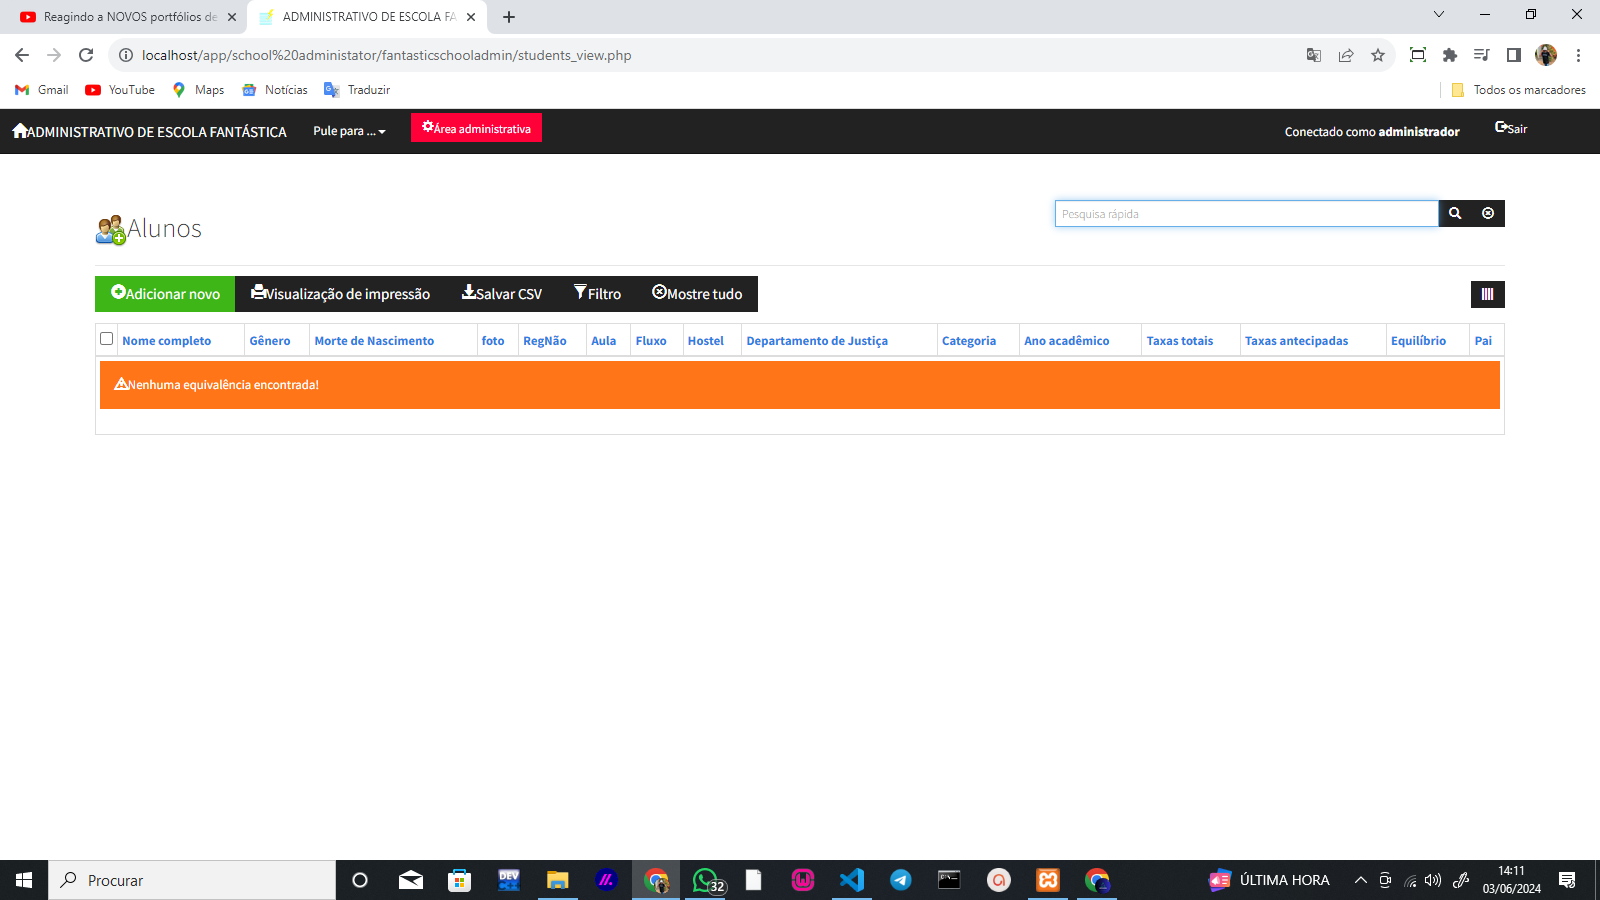 Reagindo a NOVOS portfólios de
ADMINISTRATIVO DE ESCOLA FA
localhost/app/school%20administator/fantasticschooladmin/students_view.php
Gmail YouTube Maps Notícias Traduzir Todos os marcadores
ADMINISTRATIVO DE ESCOLA FANTÁSTICA Pule para ... Área administrativa Conectado como administrador Sair
Alunos Pesquisa rápida
Adicionar novo Visualização de impressão Salvar CSV Filtro Mostre tudo
Nome completo Gênero Morte de Nascimento foto RegNão Aula Fluxo Hostel Departamento de Justiça Categoria Ano acadêmico Taxas totais Taxas antecipadas Equilíbrio Pai
Nenhuma equivalência encontrada!
Procurar DEV 32 ÚLTIMA HORA 14:11
03/06/2024